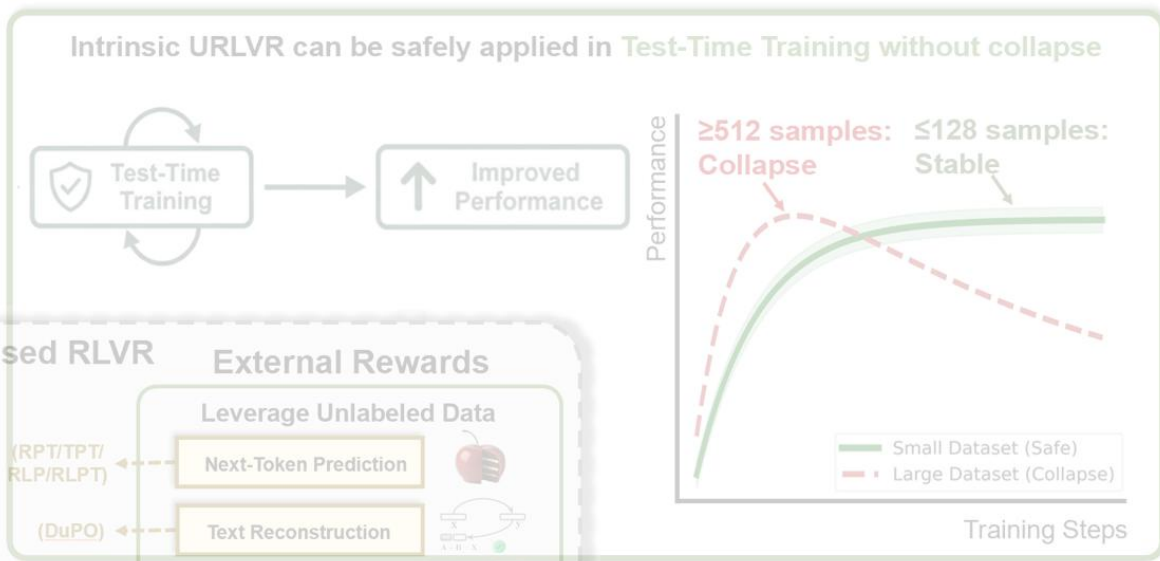 Intrinsic URLVR can be safely applied in Test-Time Training without collapse
Test-Time
Training
Improved
Performance
Performance
≥512 samples:
Collapse
≤128 samples:
Stable
Small Dataset (Safe)
Large Dataset (Collapse)
Training Steps
sed RLVR
External Rewards
Leverage Unlabeled Data
(RPT/TPT/
RLP/RLPT)
Next-Token Prediction
(DuPO)
Text Reconstruction
X